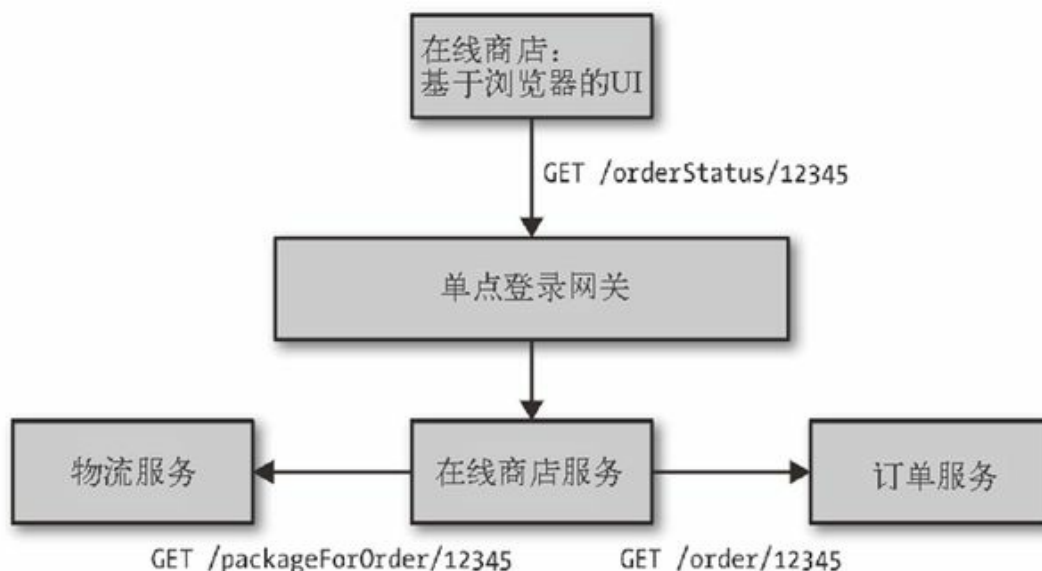 在线商店：
基于浏览器的UI
GET /orderStatus/12345
单点登录网关
物流服务
在线商店服务
订单服务
GET /packageForOrder/12345
GET /order/12345